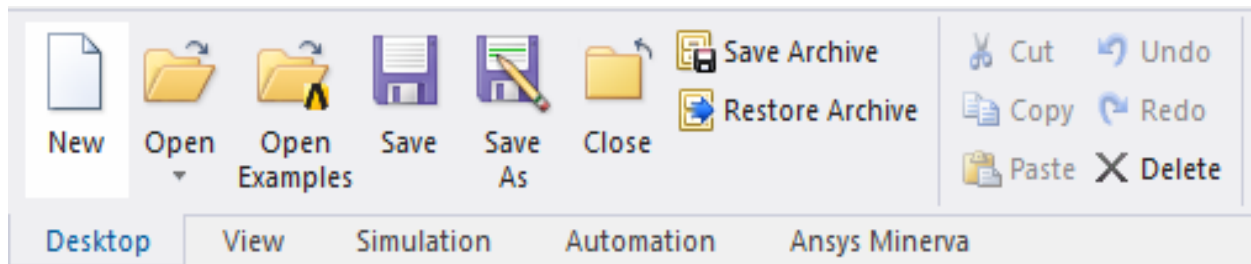 New
Open
Open
Examples
Save
Save
As
Close
Save Archive
Restore Archive
Cut
Copy
Paste
Undo
Redo
Delete
Desktop View Simulation Automation Ansys Minerva